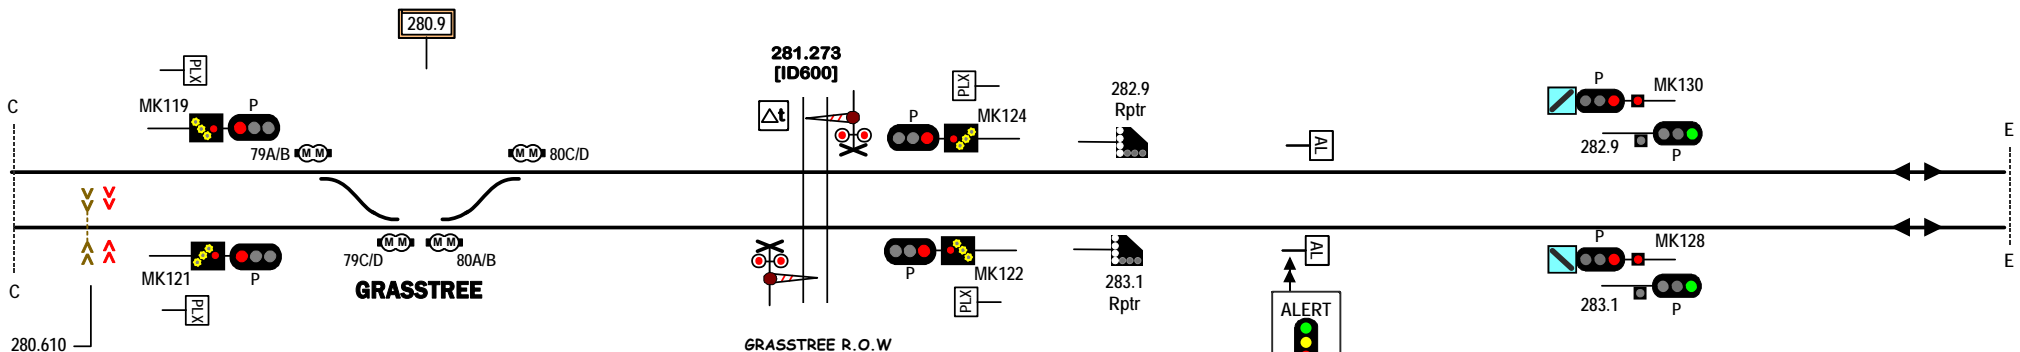 280.9
281.273
[ID600]
PLX
PLX
C
MK119
P
Δt
P
MK124
282.9
Rptr
P
MK130
E
79A/B
M M
M M
80C/D
AL
282.9
P
C
MK121
P
PLX
79C/D
M M
M M
80A/B
GRASSTREE
P
MK122
PLX
283.1
Rptr
AL
P
MK128
E
283.1
P
ALERT
280.610
GRASSTREE R.O.W